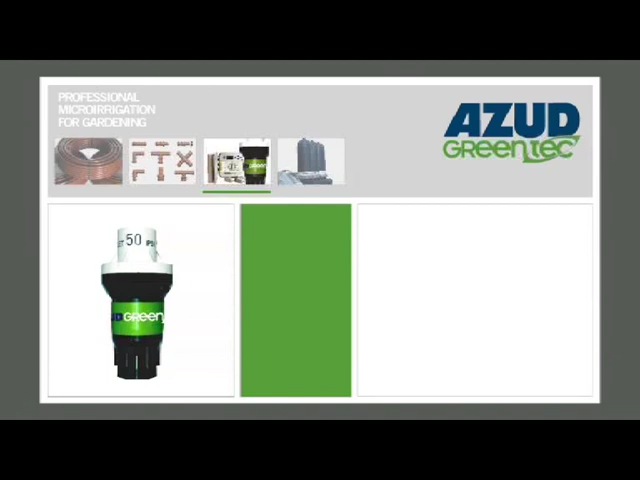 PROFESSIONAL
MICROIRRIGATION
FOR GARDENING
AZUD
GREENTEC
50
GREEN